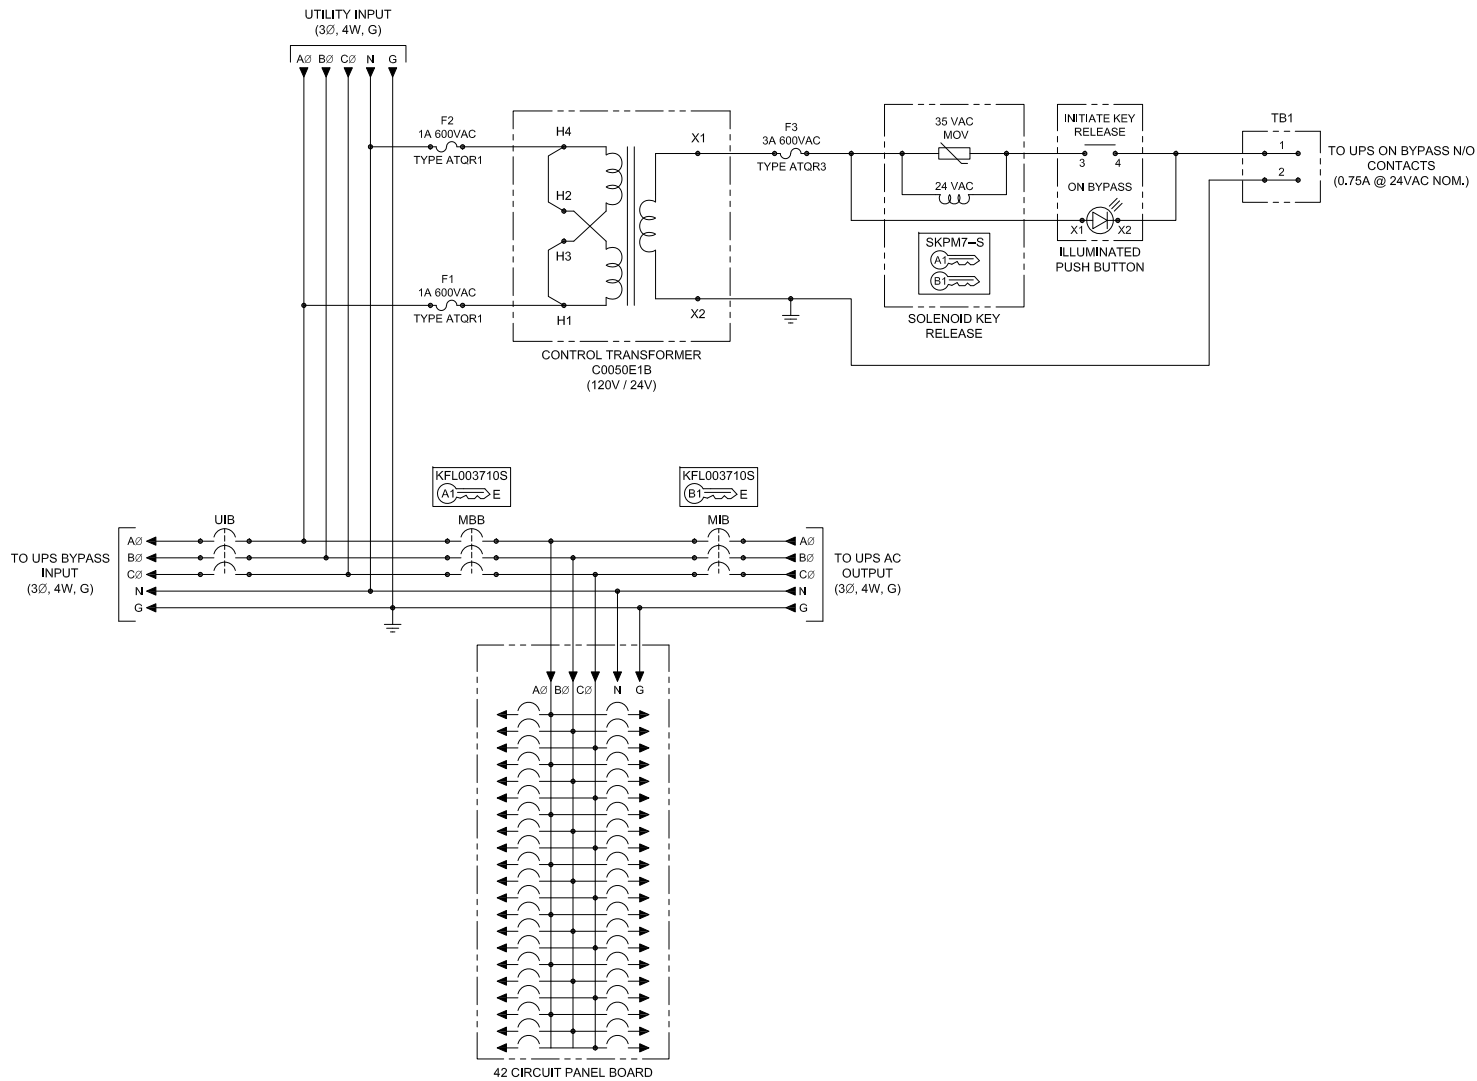 UTILITY INPUT
(3Ø, 4W, G)
AØ BØ CØ N G
F2
1A 600VAC
TYPE ATQR1
F1
1A 600VAC
TYPE ATQR1
H4
H2
H3
H1
X1
X2
CONTROL TRANSFORMER
C0050E1B
(120V / 24V)
F3
3A 600VAC
TYPE ATQR3
35 VAC
MOV
24 VAC
SKPM7–S
A1
B1
SOLENOID KEY
RELEASE
INITIATE KEY
RELEASE
3 4
ON BYPASS
X1 X2
ILLUMINATED
PUSH BUTTON
TB1
1
2
TO UPS ON BYPASS N/O
CONTACTS
(0.75A @ 24VAC NOM.)
KFL003710S
A1 E
KFL003710S
B1 E
UIB
MBB
MIB
TO UPS BYPASS
INPUT
(3Ø, 4W, G)
AØ
BØ
CØ
N
G
AØ
BØ
CØ
N
G
TO UPS AC
OUTPUT
(3Ø, 4W, G)
AØ BØ CØ N G
42 CIRCUIT PANEL BOARD